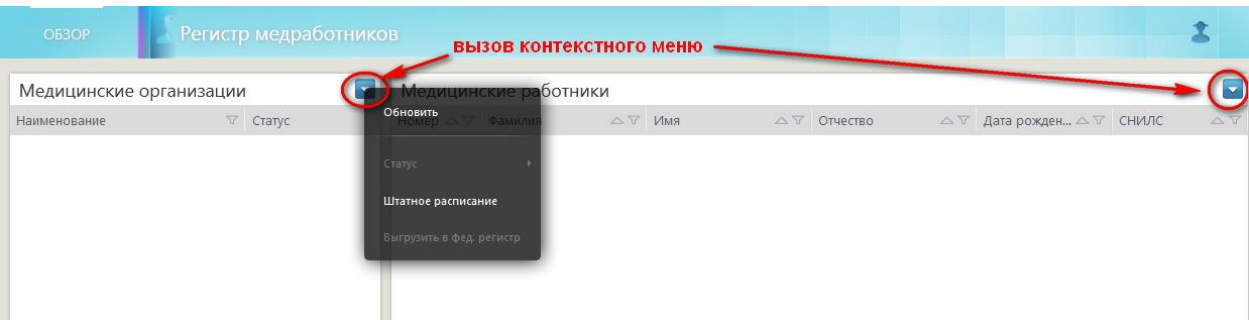 ОБЗОР
Регистр медработников
вызов контекстного меню
Медицинские организации
Медицинские работники
Наименование Статус
Номер Фамилия Имя Отчество Дата рожден... СНИЛС
Обновить
Статус
Штатное расписание
Выгрузить в фед. регистр